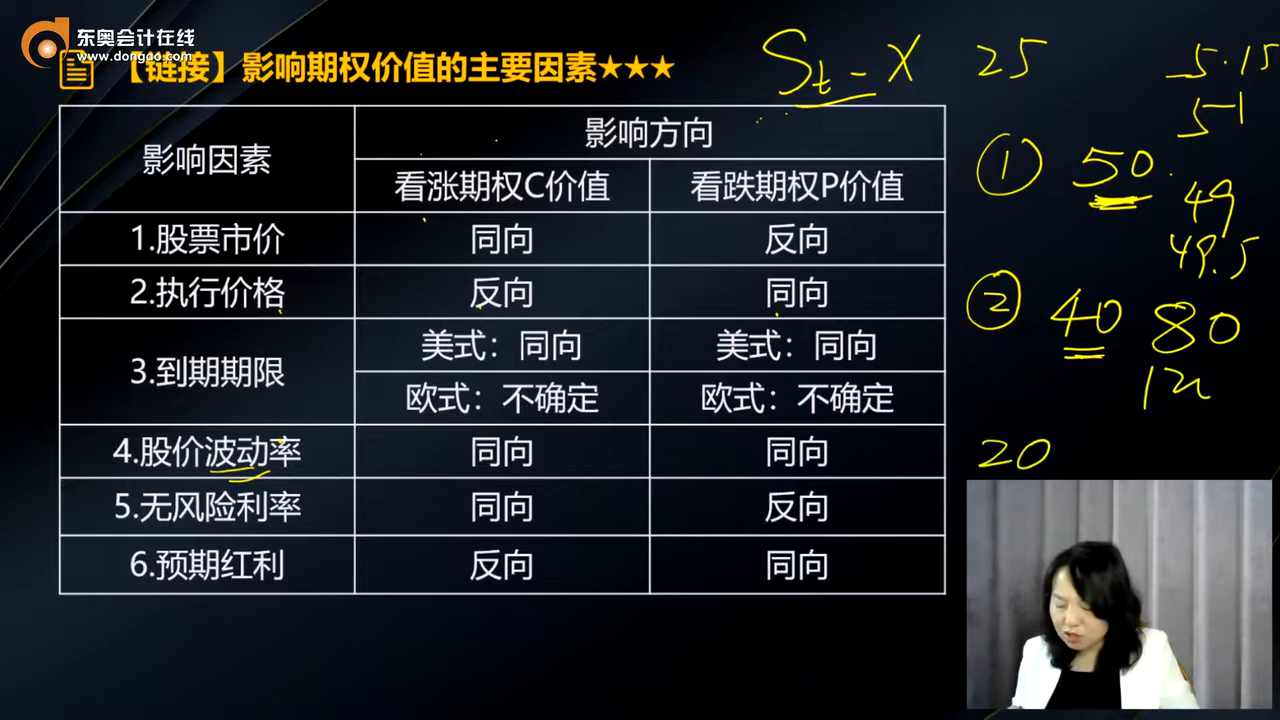 东奥会计在线
www.dongao.com
【链接】影响期权价值的主要因素★★★
St - X
25
5.15
51
影响因素
影响方向
看涨期权C价值
看跌期权P价值
① 50
49
49.5
1.股票市价 同向 反向
2.执行价格 反向 同向
② 40 80
3.到期期限
美式：同向 美式：同向
欧式：不确定 欧式：不确定
4.股价波动率 同向 同向
20
5.无风险利率 同向 反向
6.预期红利 反向 同向